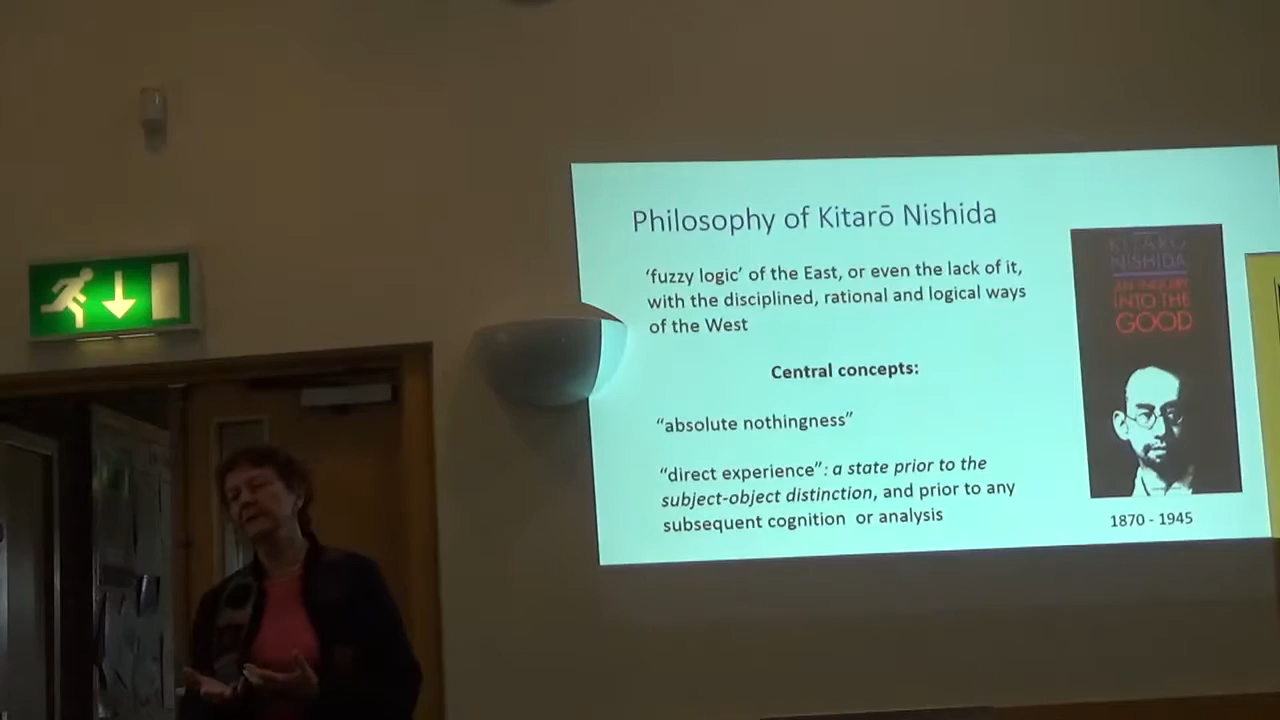 Philosophy of Kitarō Nishida
‘fuzzy logic’ of the East, or even the lack of it,
with the disciplined, rational and logical ways
of the West
Central concepts:
“absolute nothingness”
“direct experience”: a state prior to the
subject-object distinction, and prior to any
subsequent cognition or analysis
KITARO
NISHIDA
AN INQUIRY
INTO THE
GOOD
1870 - 1945